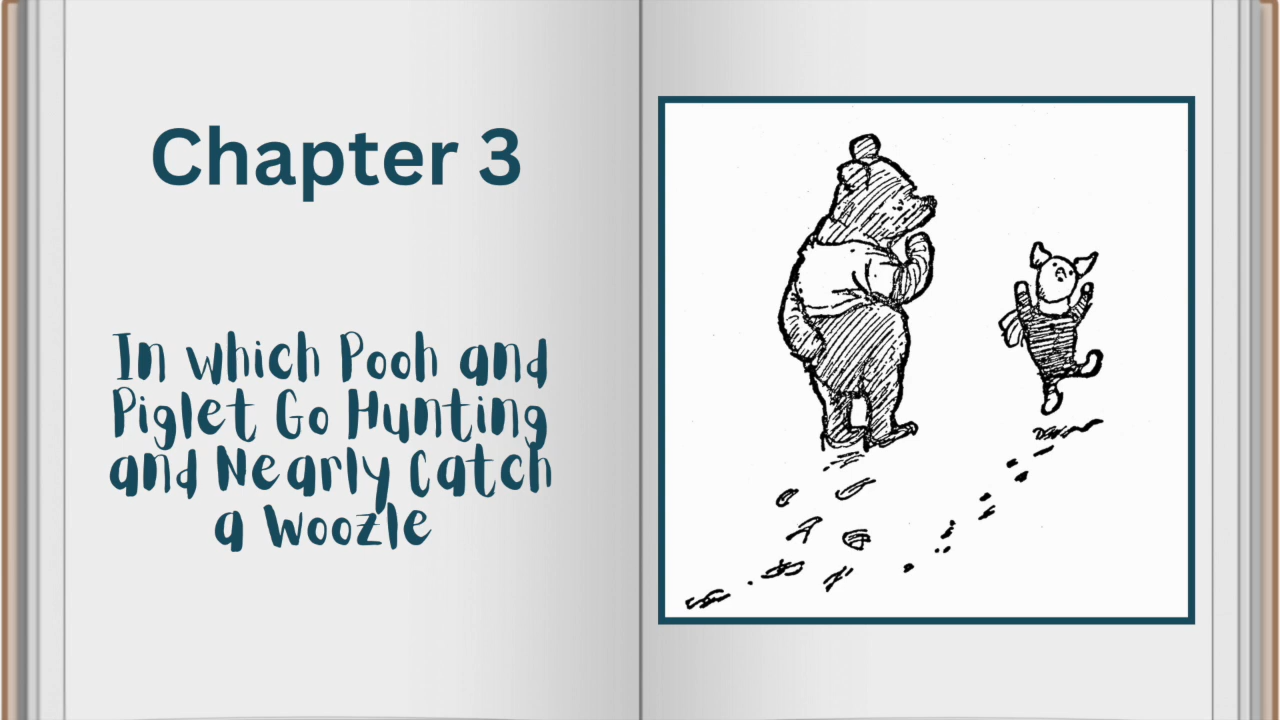 Chapter 3
In which Pooh and
Piglet Go Hunting
and Nearly Catch
a Woozle